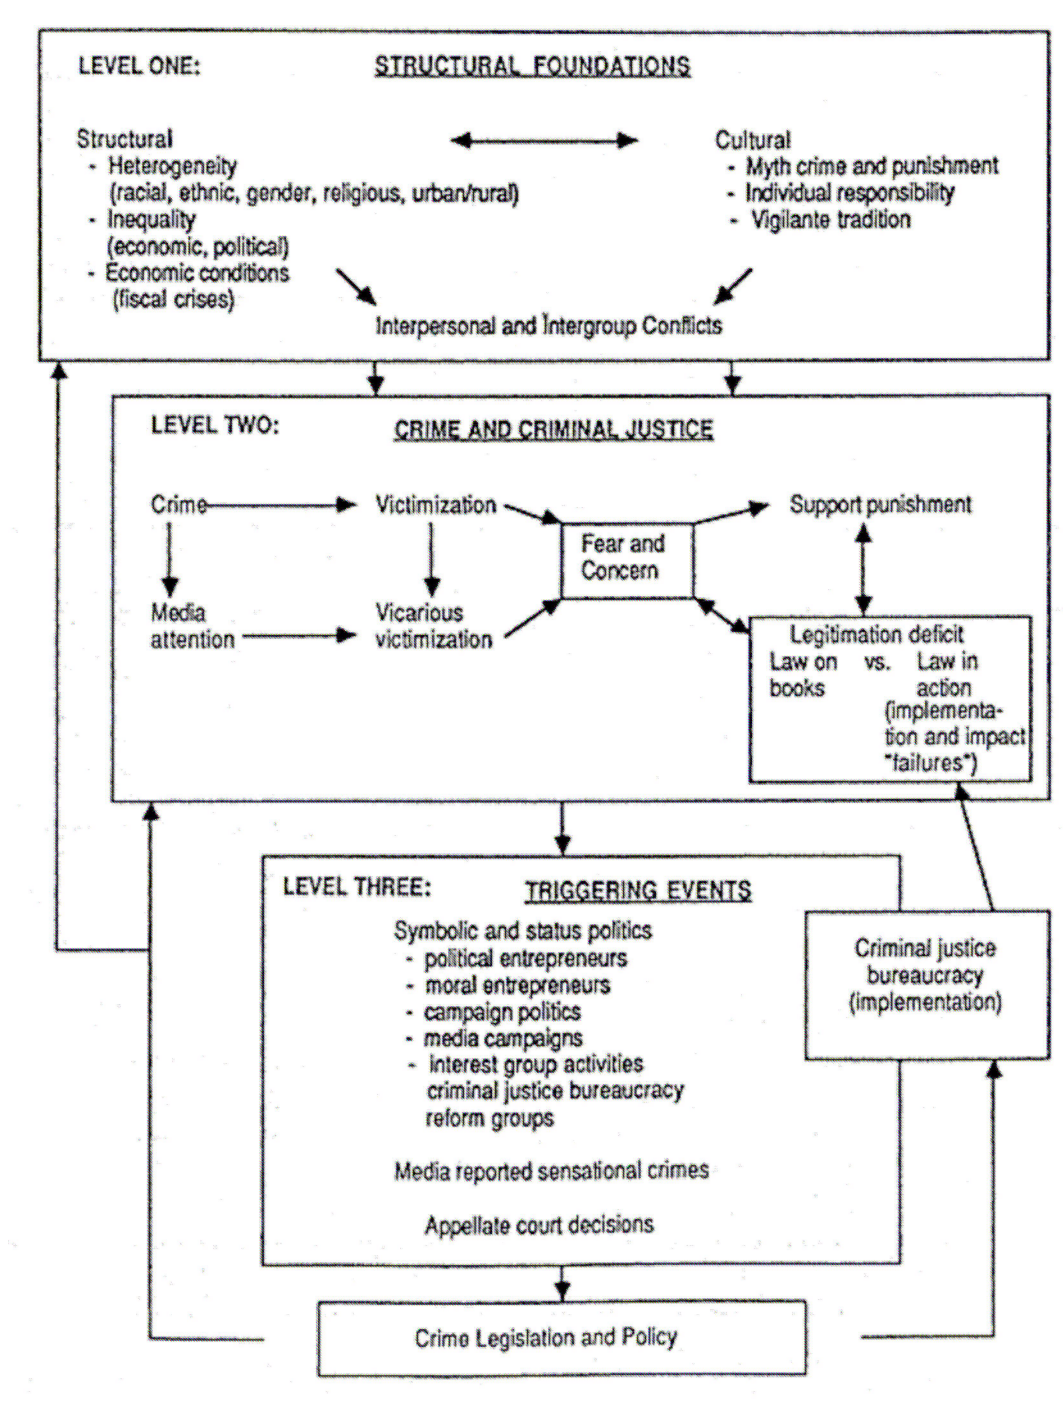 LEVEL ONE: STRUCTURAL FOUNDATIONS
Structural
- Heterogeneity
(racial, ethnic, gender, religious, urban/rural)
- Inequality
(economic, political)
- Economic conditions
(fiscal crises)
Cultural
- Myth crime and punishment
- Individual responsibility
- Vigilante tradition
Interpersonal and Intergroup Conflicts
LEVEL TWO: CRIME AND CRIMINAL JUSTICE
Crime
Victimization
Media
attention
Vicarious
victimization
Fear and
Concern
Support punishment
Legitimation deficit
Law on vs. Law in
books action
(implementa-
tion and impact
"failures")
LEVEL THREE: TRIGGERING EVENTS
Symbolic and status politics
- political entrepreneurs
- moral entrepreneurs
- campaign politics
- media campaigns
- interest group activities
criminal justice bureaucracy
reform groups
Media reported sensational crimes
Appellate court decisions
Criminal justice
bureaucracy
(implementation)
Crime Legislation and Policy